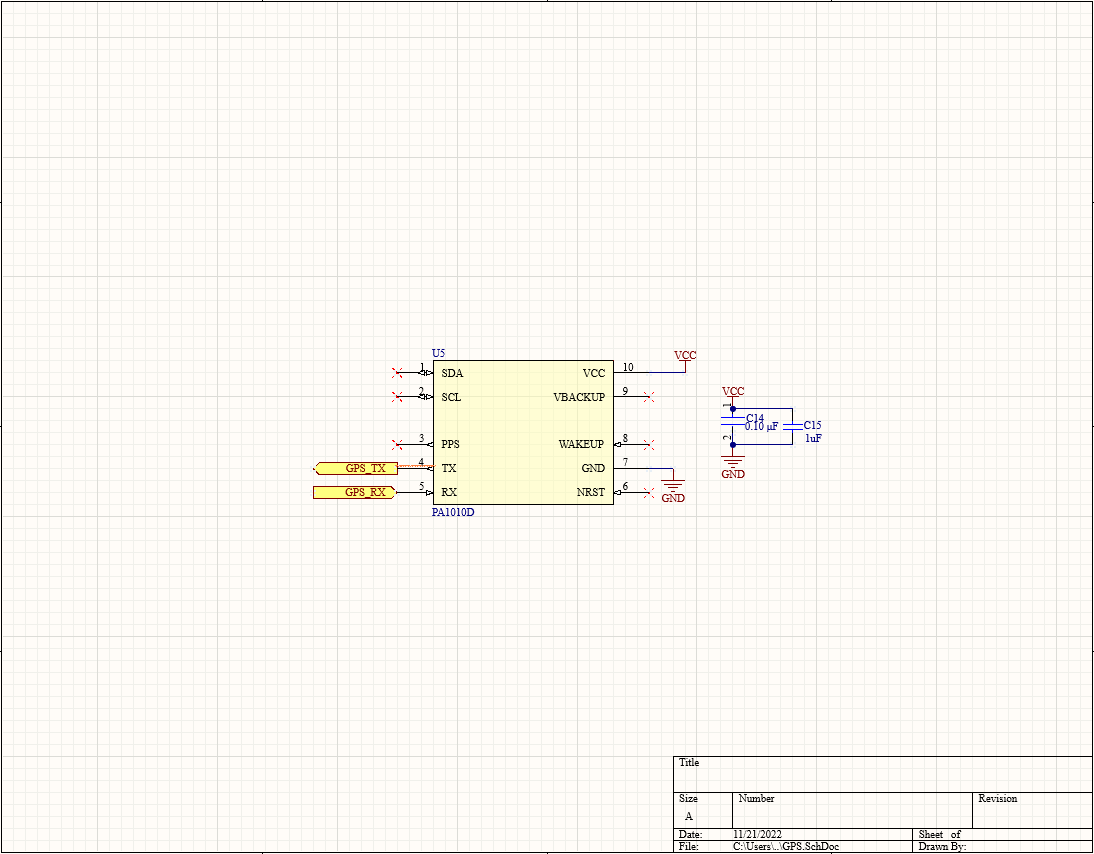 U5
1 SDA
2 SCL
3 PPS
GPS_TX 4 TX
GPS_RX 5 RX
VCC 10 VCC
VBACKUP 9
WAKEUP 8
GND 7
GND
NRST 6
PA1010D
VCC
1
C14
0.10 µF
2
GND
C15
1uF
Title
Size
A
Number
Revision
Date: 11/21/2022
Sheet of
File: C:\Users\..\GPS.SchDoc
Drawn By: